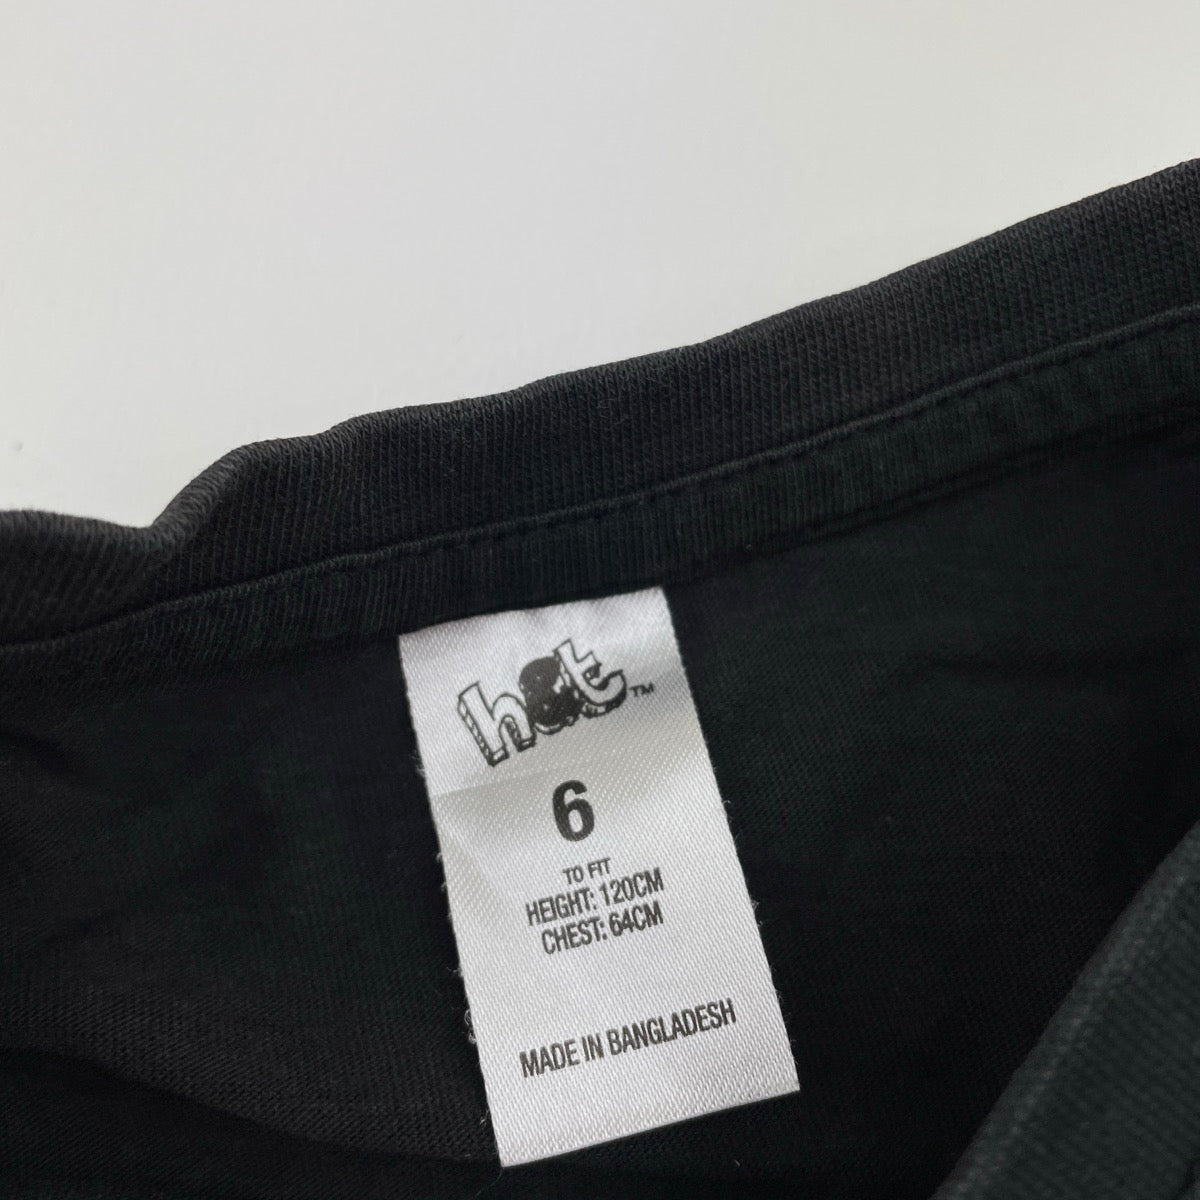 hot™
6
TO FIT
HEIGHT: 120CM
CHEST: 64CM
MADE IN BANGLADESH